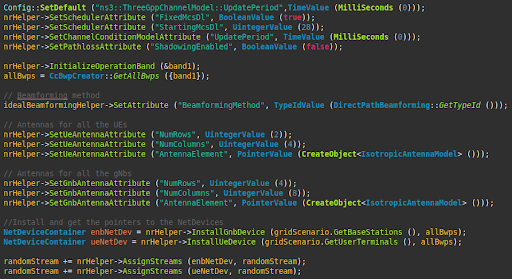 Config::SetDefault ("ns3::ThreeGppChannelModel::UpdatePeriod",TimeValue (MilliSeconds (0)));
nrHelper->SetSchedulerAttribute ("FixedMcsDl", BooleanValue (true));
nrHelper->SetSchedulerAttribute ("StartingMcsDl", UintegerValue (28));
nrHelper->SetChannelConditionModelAttribute ("UpdatePeriod", TimeValue (MilliSeconds (0)));
nrHelper->SetPathlossAttribute ("ShadowingEnabled", BooleanValue (false));
nrHelper->InitializeOperationBand (&band1);
allBwps = CcBwpCreator::GetAllBwps ({band1});
// Beamforming method
idealBeamformingHelper->SetAttribute ("BeamformingMethod", TypeIdValue (DirectPathBeamforming::GetTypeId ()));
// Antennas for all the UEs
nrHelper->SetUeAntennaAttribute ("NumRows", UintegerValue (2));
nrHelper->SetUeAntennaAttribute ("NumColumns", UintegerValue (4));
nrHelper->SetUeAntennaAttribute ("AntennaElement", PointerValue (CreateObject<IsotropicAntennaModel> ()));
// Antennas for all the gNbs
nrHelper->SetGnbAntennaAttribute ("NumRows", UintegerValue (4));
nrHelper->SetGnbAntennaAttribute ("NumColumns", UintegerValue (8));
nrHelper->SetGnbAntennaAttribute ("AntennaElement", PointerValue (CreateObject<IsotropicAntennaModel> ()));
//Install and get the pointers to the NetDevices
NetDeviceContainer enbNetDev = nrHelper->InstallGnbDevice (gridScenario.GetBaseStations (), allBwps);
NetDeviceContainer ueNetDev = nrHelper->InstallUeDevice (gridScenario.GetUserTerminals (), allBwps);
randomStream += nrHelper->AssignStreams (enbNetDev, randomStream);
randomStream += nrHelper->AssignStreams (ueNetDev, randomStream);